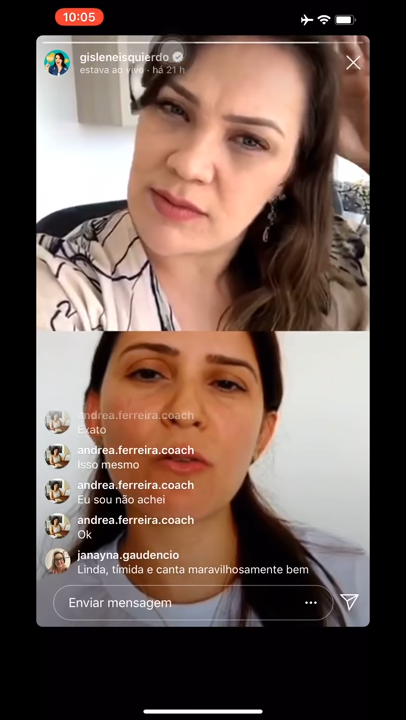 10:05
gisleneisquierdo
estava ao vivo · há 21 h
andrea.ferreira.coach
Exato
andrea.ferreira.coach
Isso mesmo
andrea.ferreira.coach
Eu sou não achei
andrea.ferreira.coach
Ok
janayna.gaudencio
Linda, tímida e canta maravilhosamente bem
Enviar mensagem